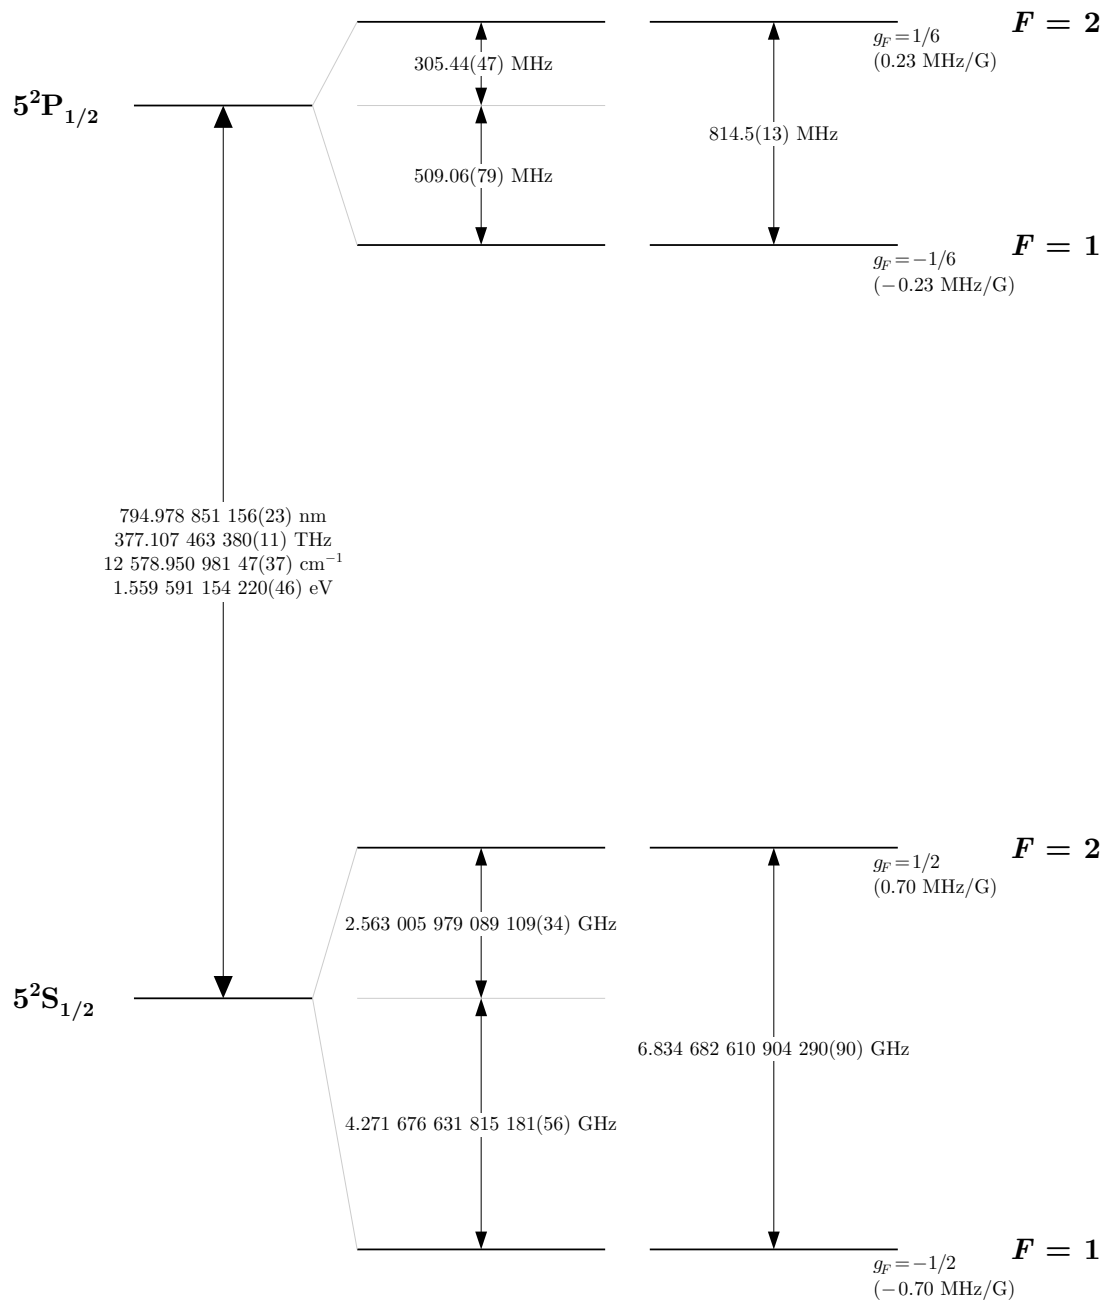 F = 2
g_F = 1/6
(0.23 MHz/G)
305.44(47) MHz
5²P₁/₂
814.5(13) MHz
509.06(79) MHz
F = 1
g_F = −1/6
(−0.23 MHz/G)
794.978 851 156(23) nm
377.107 463 380(11) THz
12 578.950 981 47(37) cm⁻¹
1.559 591 154 220(46) eV
F = 2
g_F = 1/2
(0.70 MHz/G)
2.563 005 979 089 109(34) GHz
5²S₁/₂
6.834 682 610 904 290(90) GHz
4.271 676 631 815 181(56) GHz
F = 1
g_F = −1/2
(−0.70 MHz/G)